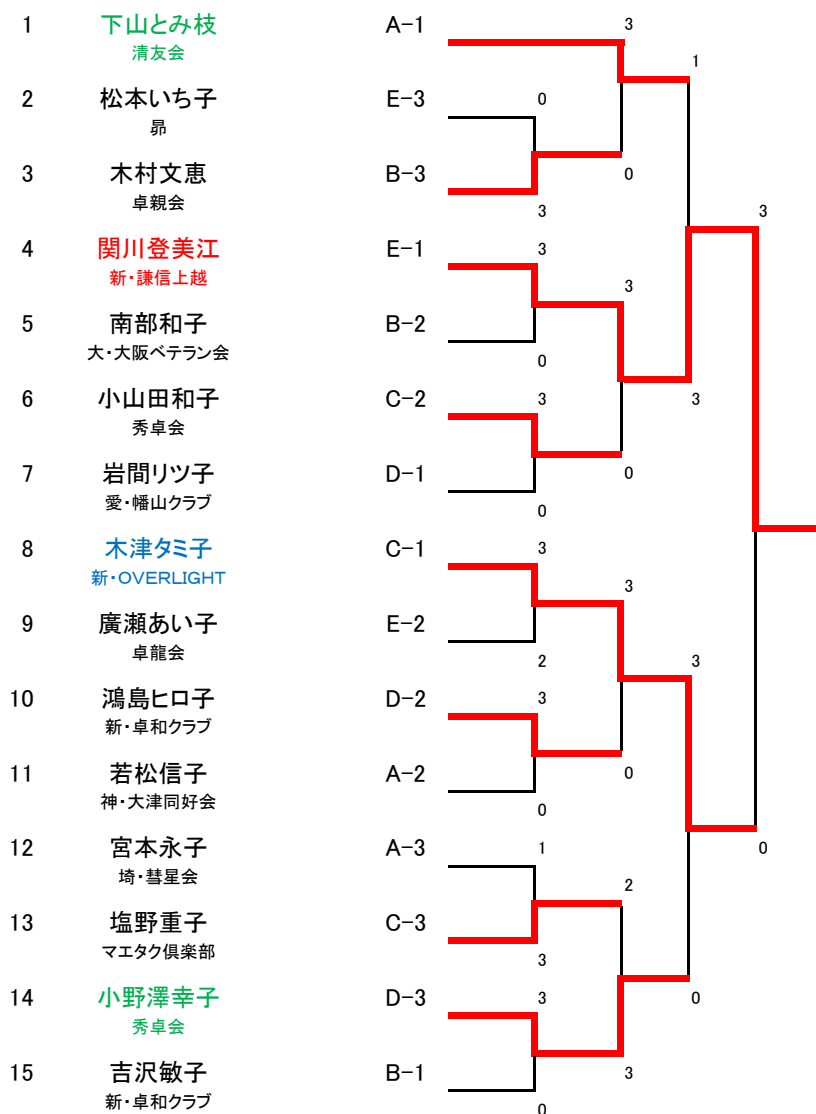 1 下山とみ枝 A-1 3
清友会 1
2 松本いち子 E-3 0
昴
3 木村文恵 B-3 0
卓親会 3 3
4 関川登美江 E-1 3
新・謙信上越 3
5 南部和子 B-2
大・大阪ベテラン会 0
6 小山田和子 C-2 3 3
秀卓会
7 岩間リツ子 D-1 0
愛・幡山クラブ 0
8 木津タミ子 C-1 3
新・OVERLIGHT 3
9 廣瀬あい子 E-2
卓龍会 2 3
10 鴻島ヒロ子 D-2 3
新・卓和クラブ
11 若松信子 A-2 0
神・大津同好会 0
12 宮本永子 A-3 1 0
埼・彗星会 2
13 塩野重子 C-3
マエタク倶楽部 3
14 小野澤幸子 D-3 3 0
秀卓会
15 吉沢敏子 B-1 3
新・卓和クラブ 0